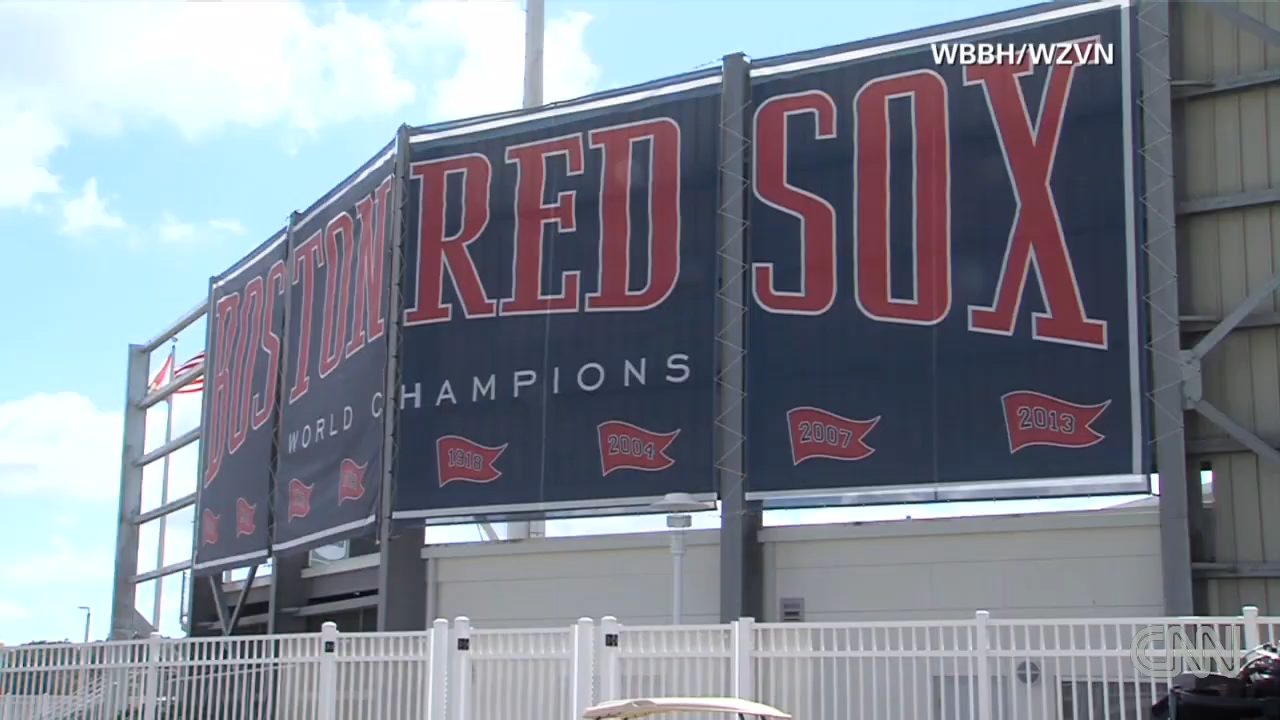 WBBH/WZVN
BOSTON RED SOX
WORLD CHAMPIONS
1918 2004 2007 2013
CNN